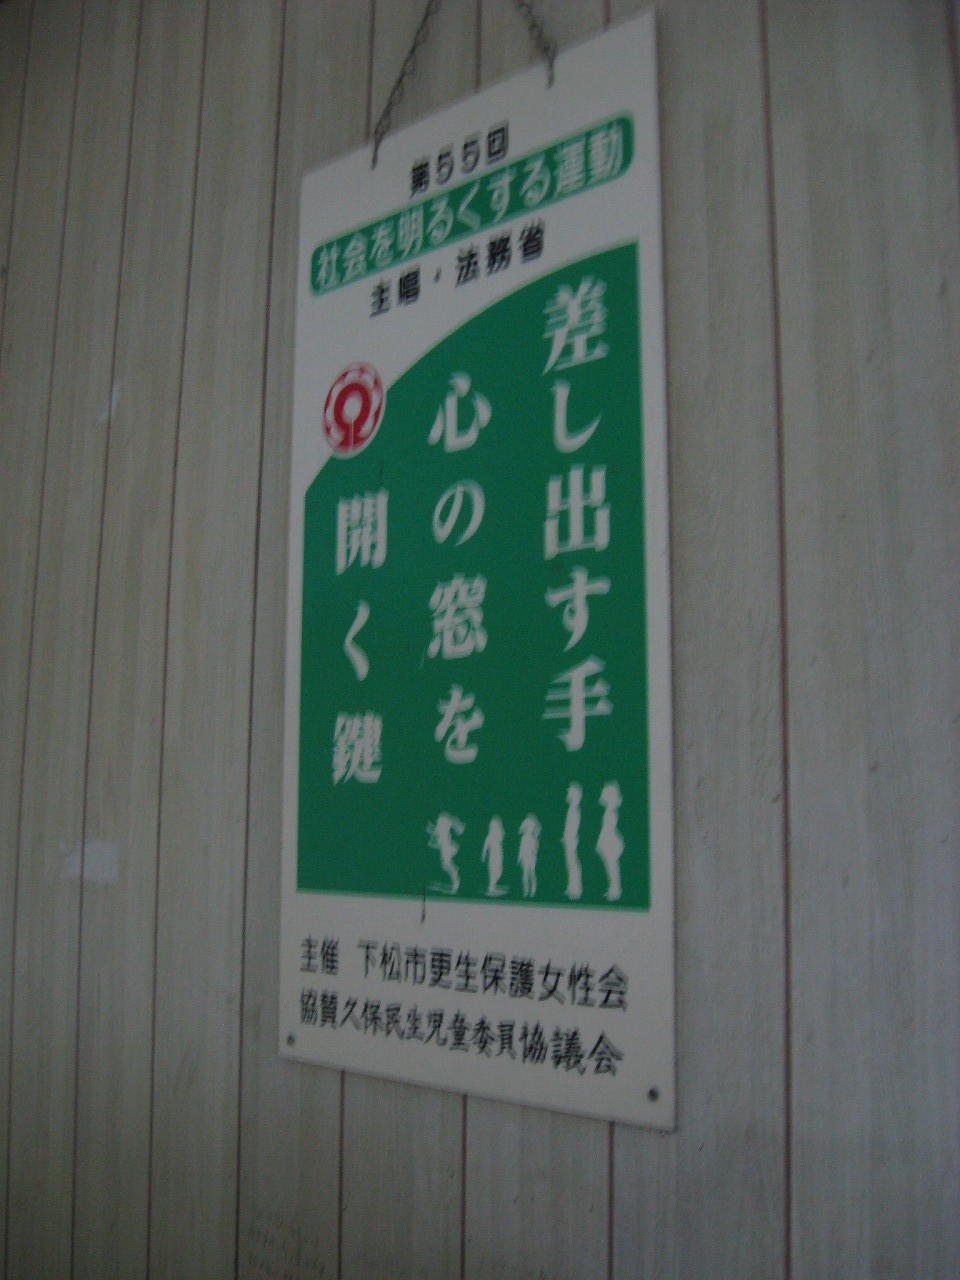 第55回
社会を明るくする運動
主唱・法務省
差し出す手
心の窓を
開く鍵
主催 下松市更生保護女性会
協賛久保民生児童委員協議会